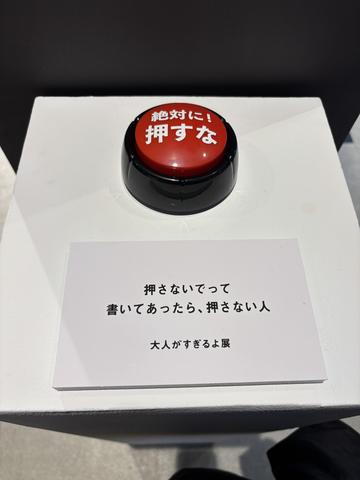 絶対に!
押すな
押さないでって
書いてあったら、押さない人
大人がすぎるよ展